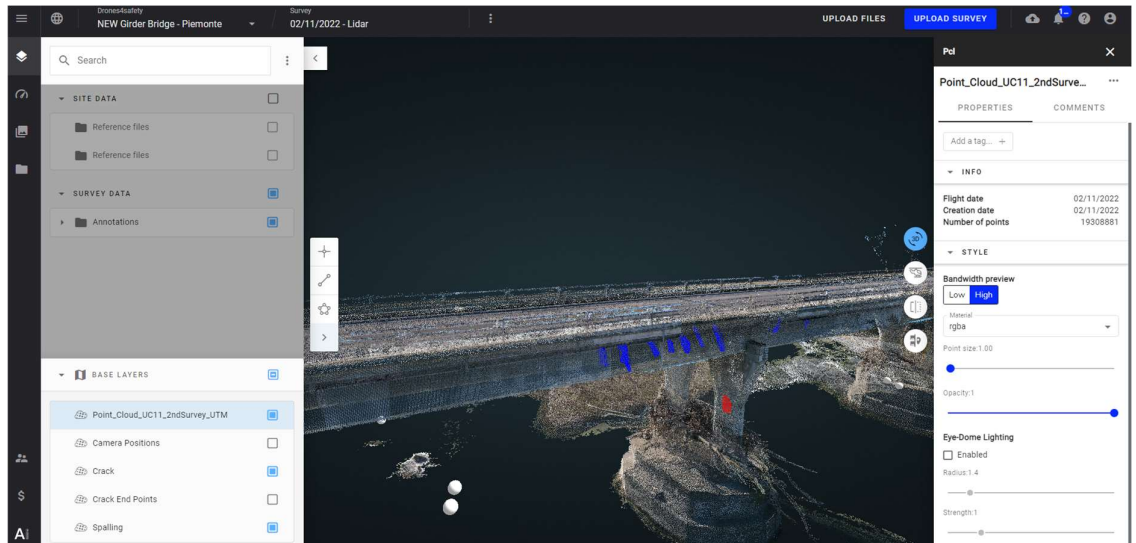 Drones4safety
NEW Girder Bridge - Piemonte
Survey
02/11/2022 - Lidar
UPLOAD FILES
UPLOAD SURVEY
Search
SITE DATA
Reference files
Reference files
SURVEY DATA
Annotations
BASE LAYERS
Point_Cloud_UC11_2ndSurvey_UTM
Camera Positions
Crack
Crack End Points
Spalling
AI
3D
Pcl
Point_Cloud_UC11_2ndSurve...
PROPERTIES
COMMENTS
Add a tag... +
INFO
Flight date 02/11/2022
Creation date 02/11/2022
Number of points 19308881
STYLE
Bandwidth preview
Low High
Material
rgba
Point size:1.00
Opacity:1
Eye-Dome Lighting
Enabled
Radius:1.4
Strength:1